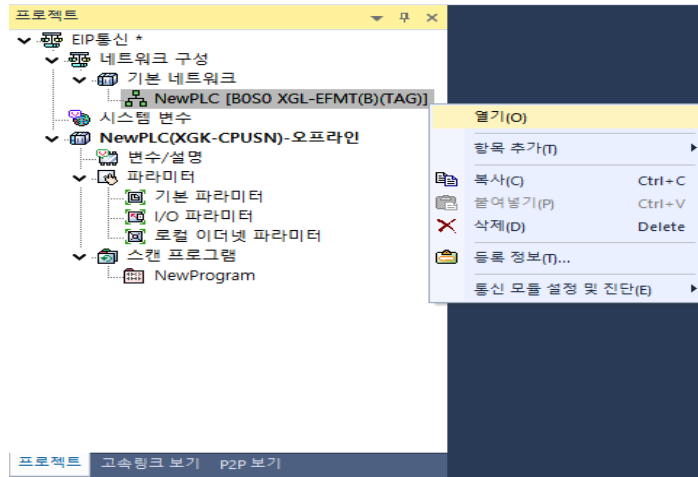 프로젝트
EIP통신 *
네트워크 구성
기본 네트워크
NewPLC [B0S0 XGL-EFMT(B)(TAG)]
시스템 변수
NewPLC(XGK-CPUSN)-오프라인
변수/설명
파라미터
기본 파라미터
I/O 파라미터
로컬 이더넷 파라미터
스캔 프로그램
NewProgram
열기(O)
항목 추가(T)
복사(C) Ctrl+C
붙여넣기(P) Ctrl+V
삭제(D) Delete
등록 정보(T)...
통신 모듈 설정 및 진단(E)
프로젝트 고속링크 보기 P2P 보기